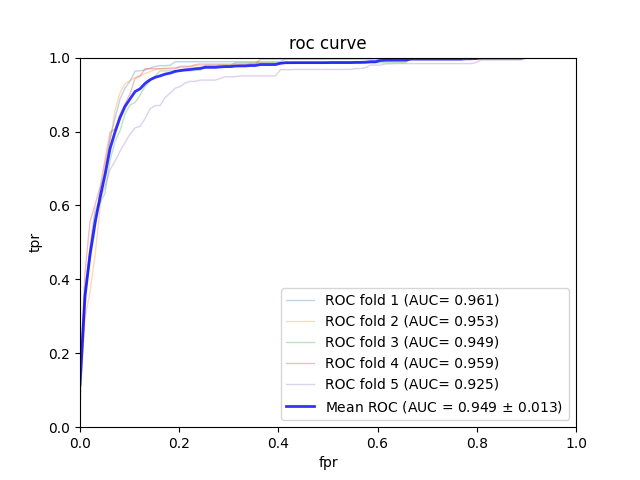 roc curve
1.0
0.8
0.6
0.4
0.2
0.0
tpr
ROC fold 1 (AUC= 0.961)
ROC fold 2 (AUC= 0.953)
ROC fold 3 (AUC= 0.949)
ROC fold 4 (AUC= 0.959)
ROC fold 5 (AUC= 0.925)
Mean ROC (AUC = 0.949 ± 0.013)
0.0 0.2 0.4 0.6 0.8 1.0
fpr